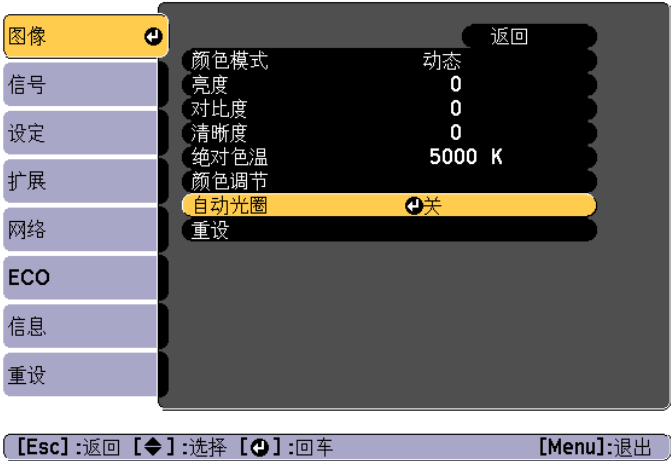 图像
信号
设定
扩展
网络
ECO
信息
重设
返回
颜色模式 动态
亮度 0
对比度 0
清晰度 0
绝对色温 5000 K
颜色调节
自动光圈 关
重设
[Esc]:返回 [◆]:选择 [↵]:回车 [Menu]:退出